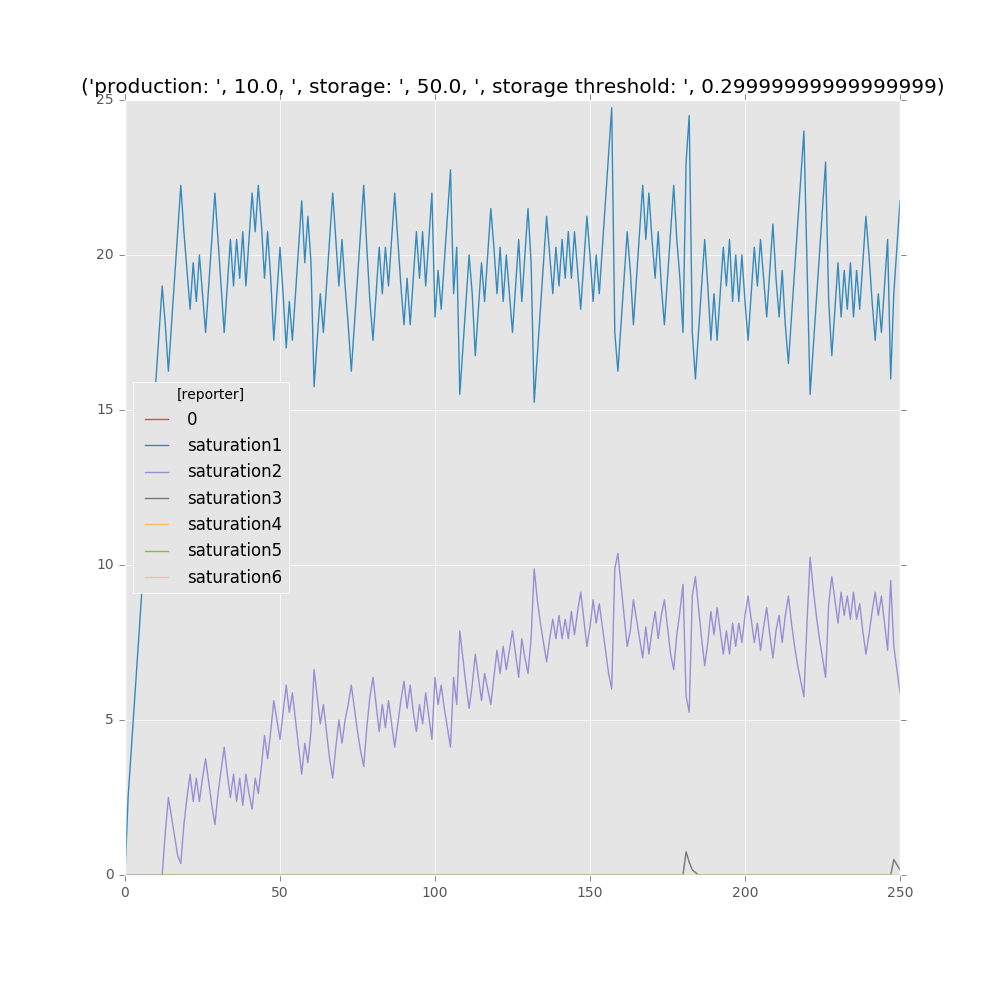 ('production: ', 10.0, ', storage: ', 50.0, ', storage threshold: ', 0.29999999999999999)
25
20
15
10
5
0
[reporter]
0
saturation1
saturation2
saturation3
saturation4
saturation5
saturation6
0 50 100 150 200 250